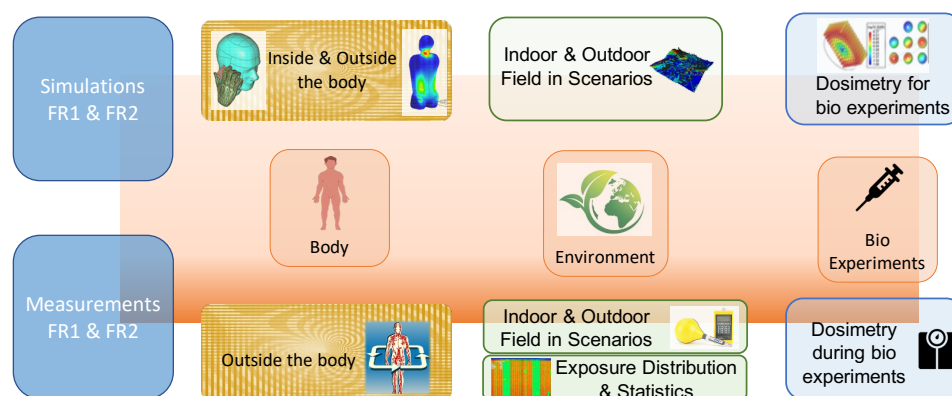 Simulations
FR1 & FR2
Inside & Outside
the body
Indoor & Outdoor
Field in Scenarios
Dosimetry for
bio experiments
Body
Environment
Bio
Experiments
Measurements
FR1 & FR2
Outside the body
Indoor & Outdoor
Field in Scenarios
Exposure Distribution
& Statistics
Dosimetry
during bio
experiments